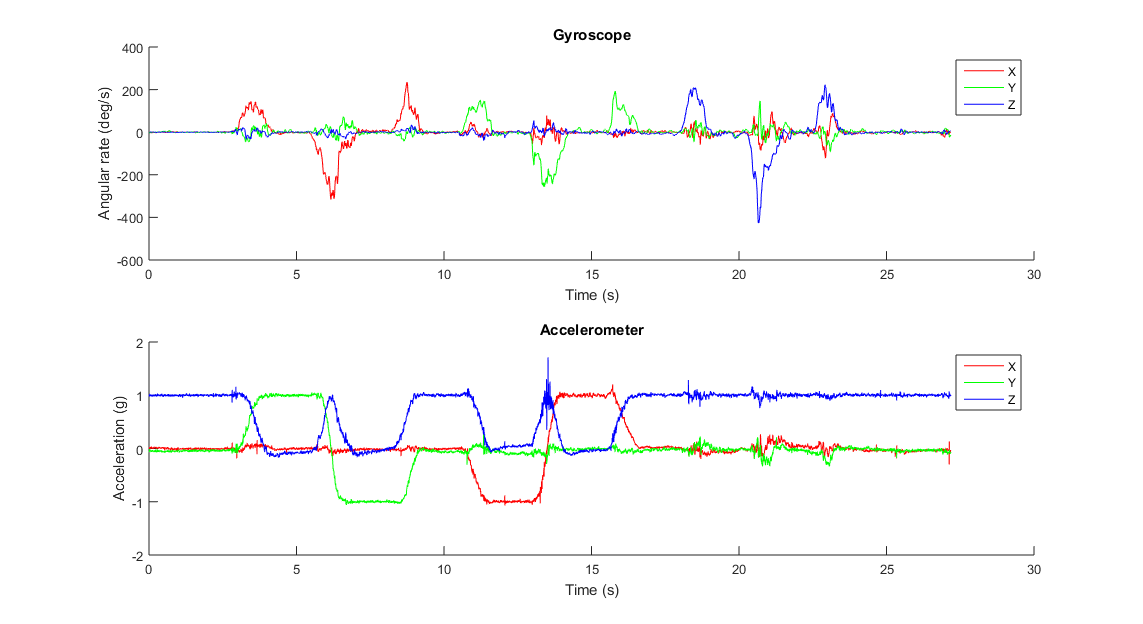 Gyroscope
400
200
0
-200
-400
-600
Angular rate (deg/s)
0 5 10 15 20 25 30
Time (s)
X
Y
Z
Accelerometer
2
1
0
-1
-2
Acceleration (g)
0 5 10 15 20 25 30
Time (s)
X
Y
Z